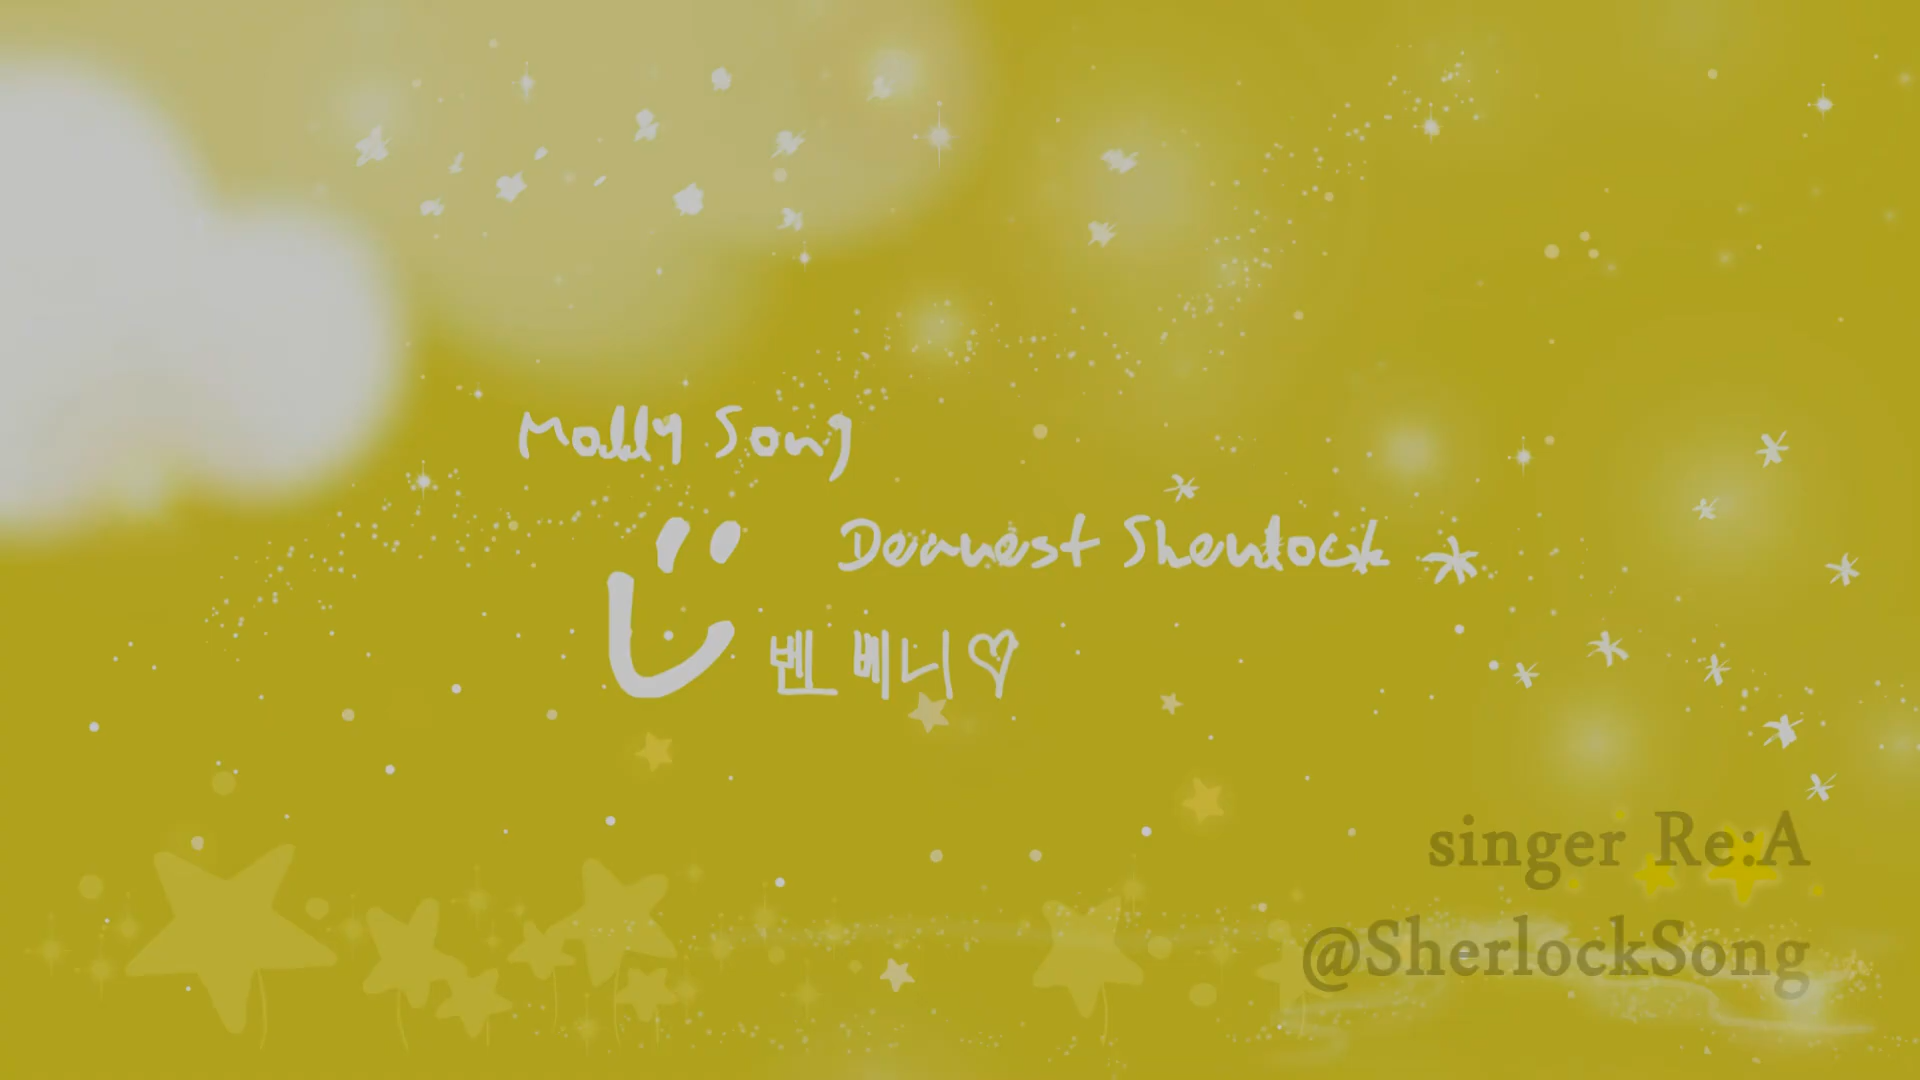 Molly Song
Dearest Sherlock
벤 베니♡
singer Re:A
@SherlockSong